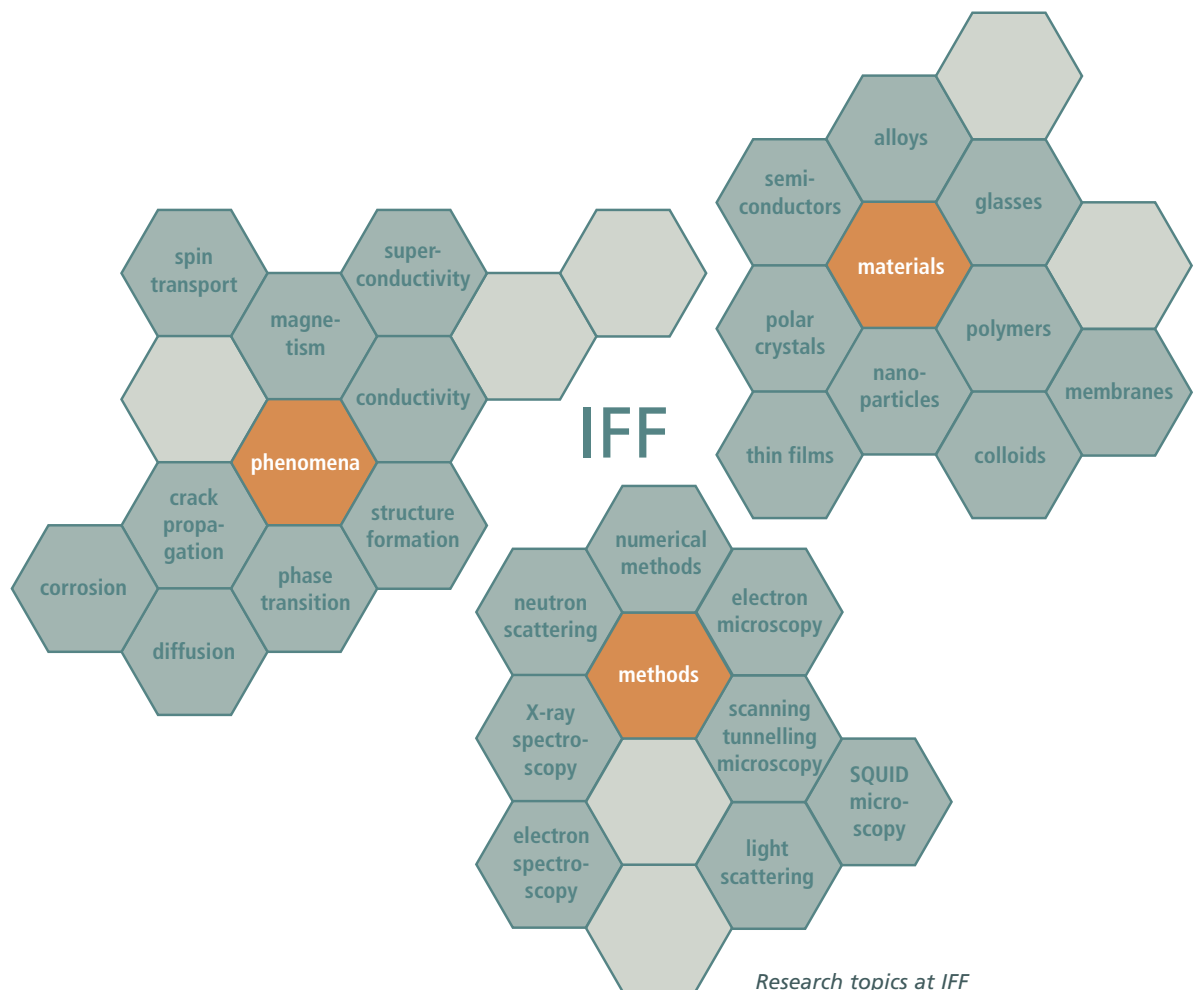 spin
transport
super-
conductivity
magne-
tism
conductivity
phenomena
crack
propa-
gation
structure
formation
corrosion
phase
transition
diffusion
IFF
alloys
semi-
conductors
glasses
materials
polar
crystals
polymers
nano-
particles
membranes
thin films
colloids
numerical
methods
neutron
scattering
electron
microscopy
methods
X-ray
spectro-
scopy
scanning
tunnelling
microscopy
SQUID
micro-
scopy
electron
spectro-
scopy
light
scattering
Research topics at IFF